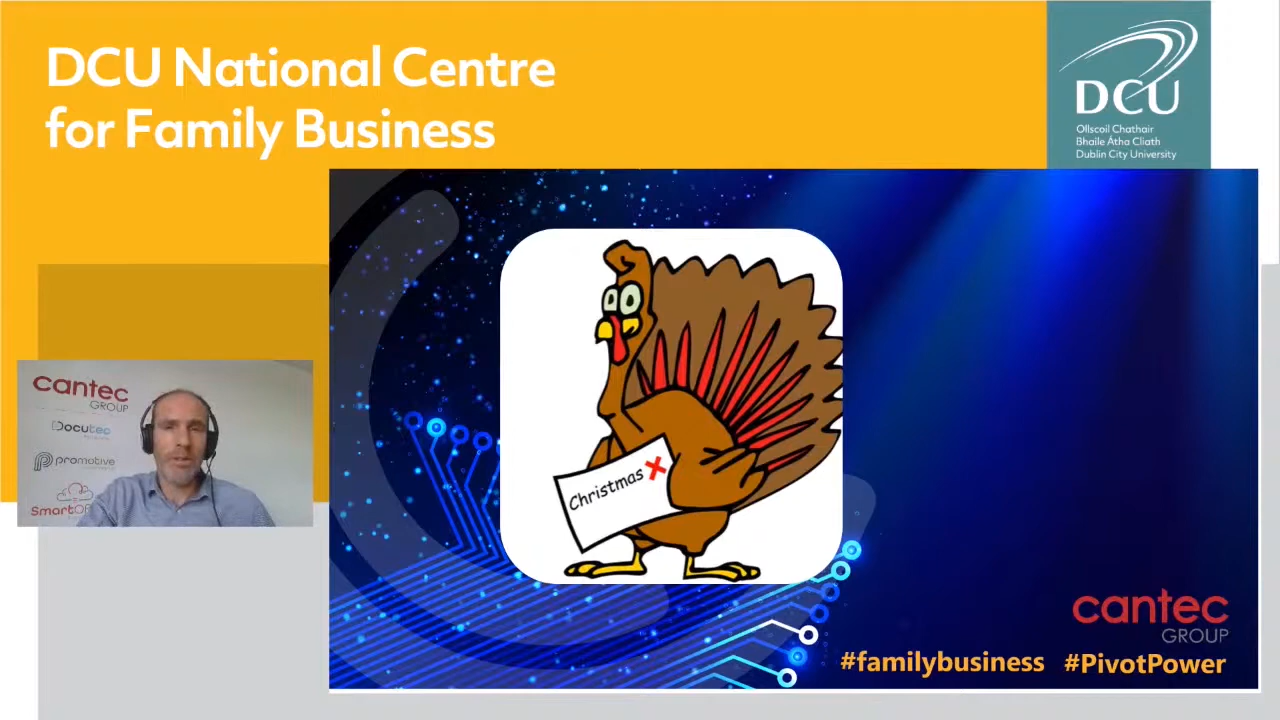 DCU National Centre
for Family Business
DCU
Ollscoil Chathair
Bhaile Átha Cliath
Dublin City University
Christmas
cantec
GROUP
Docutec
promotive
SmartOF
cantec
GROUP
#familybusiness #PivotPower